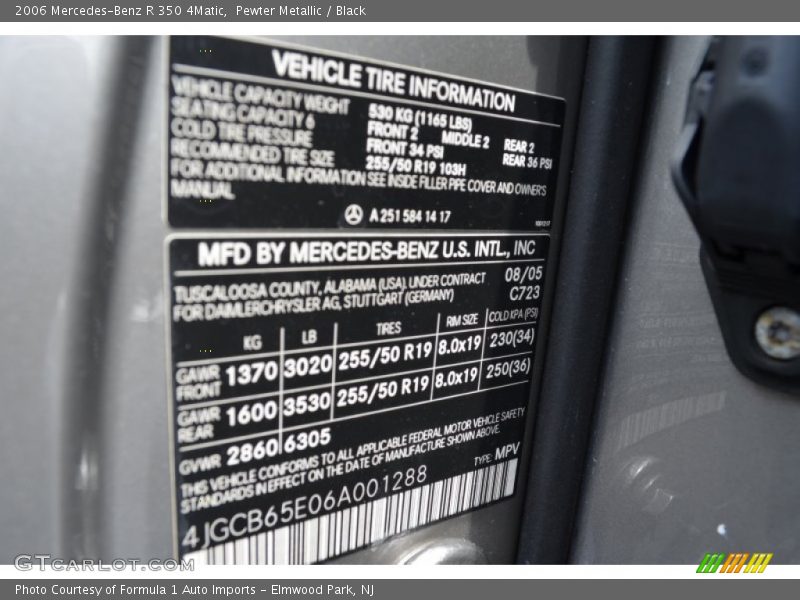 2006 Mercedes-Benz R 350 4Matic,  Pewter Metallic / Black
VEHICLE TIRE INFORMATION
VEHICLE CAPACITY WEIGHT 530 KG (1165 LBS)
SEATING CAPACITY 6 FRONT 2 MIDDLE 2 REAR 2
COLD TIRE PRESSURE FRONT 34 PSI REAR 36 PSI
RECOMMENDED TIRE SIZE 255/50 R19 103H
FOR ADDITIONAL INFORMATION SEE INSIDE FILLER PIPE COVER AND OWNER'S
MANUAL
A 251 584 14 17
MFD BY MERCEDES-BENZ U.S. INTL., INC
TUSCALOOSA COUNTY, ALABAMA (USA), UNDER CONTRACT 08/05
FOR DAIMLERCHRYSLER AG, STUTTGART (GERMANY) C723
KG LB TIRES RIM SIZE COLD KPA (PSI)
GAWR FRONT 1370 3020 255/50 R19 8.0x19 230(34)
GAWR REAR 1600 3530 255/50 R19 8.0x19 250(36)
GVWR 2860 6305
THIS VEHICLE CONFORMS TO ALL APPLICABLE FEDERAL MOTOR VEHICLE SAFETY
STANDARDS IN EFFECT ON THE DATE OF MANUFACTURE SHOWN ABOVE.
TYPE: MPV
4JGCB65E06A001288
GTCARLOT.COM
Photo Courtesy of Formula 1 Auto Imports - Elmwood Park, NJ